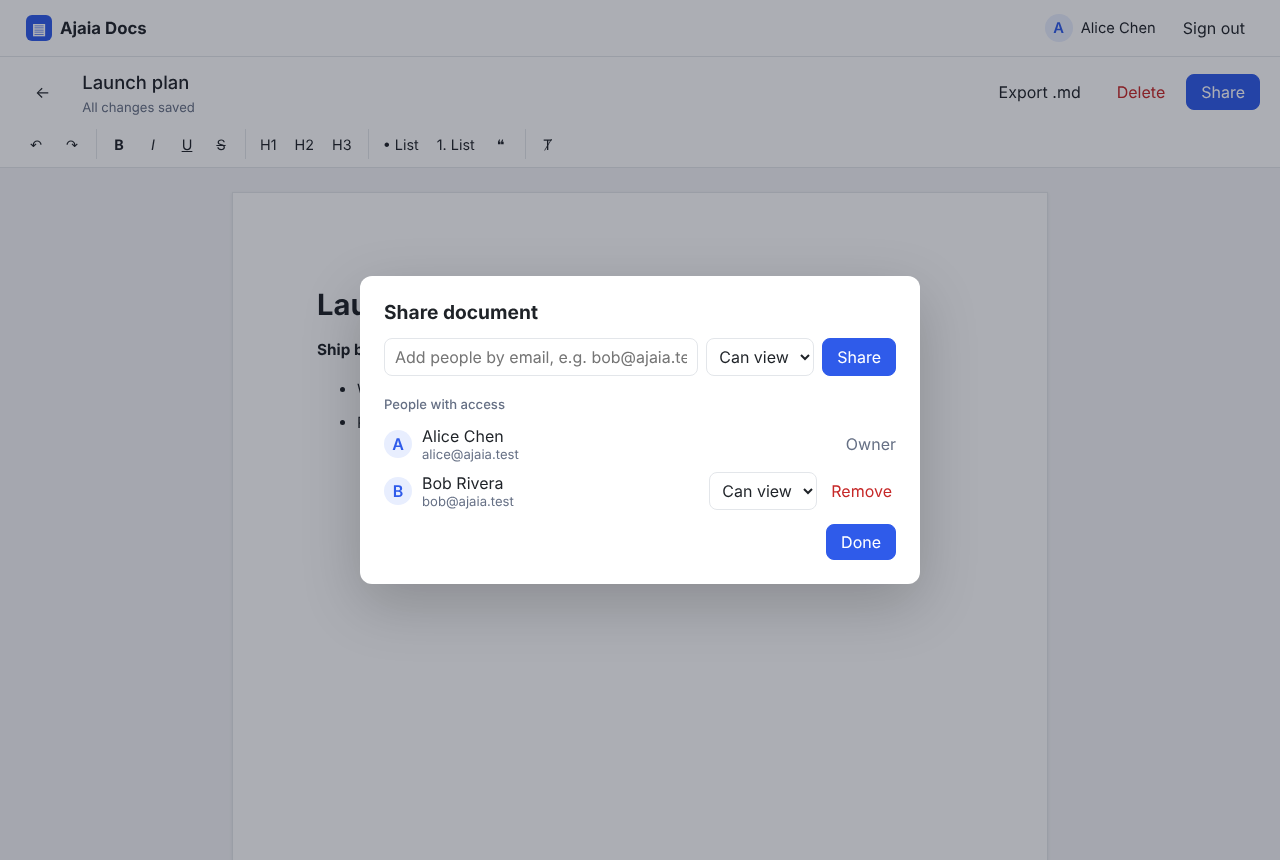 Ajaia Docs
A Alice Chen Sign out
←
Launch plan
All changes saved
Export .md Delete Share
↶ ↷ B I U S H1 H2 H3 • List 1. List ❝ T
Share document
Add people by email, e.g. bob@ajaia.te Can view Share
People with access
A Alice Chen Owner
alice@ajaia.test
B Bob Rivera Can view Remove
bob@ajaia.test
Done
Ship